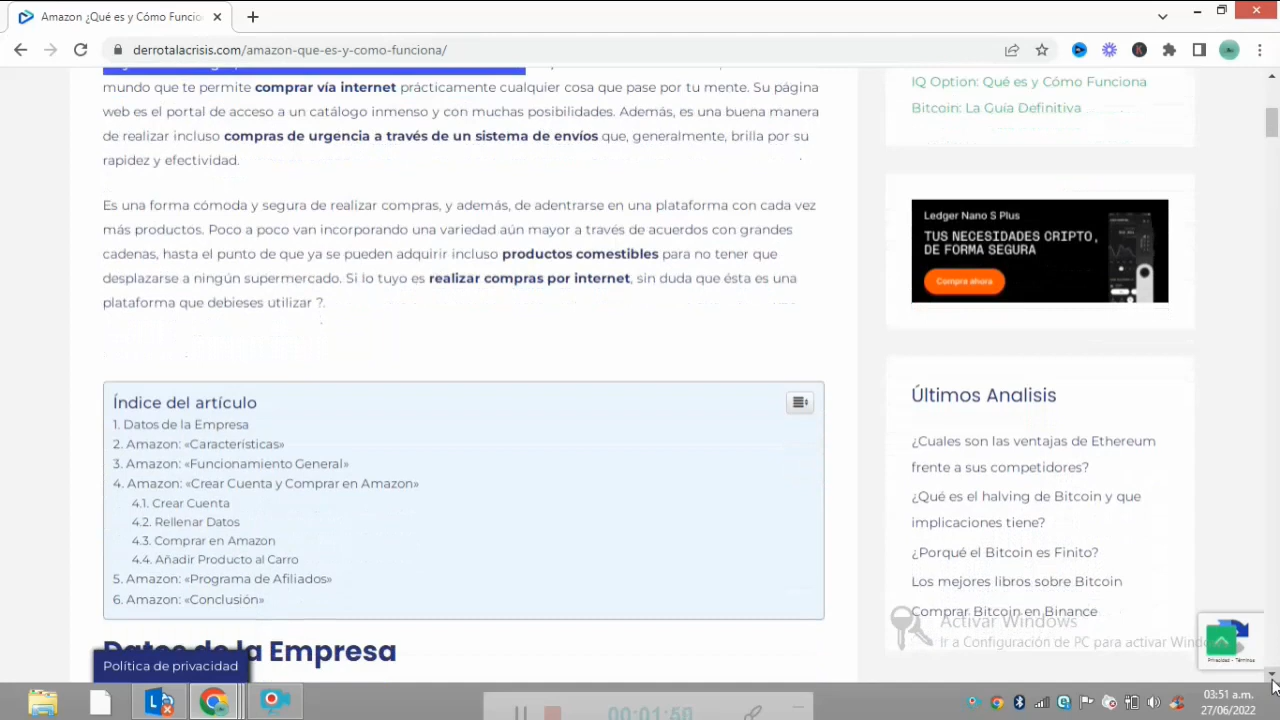 Amazon ¿Qué es y Cómo Funcio
derrotalacrisis.com/amazon-que-es-y-como-funciona/
mundo que te permite comprar vía internet prácticamente cualquier cosa que pase por tu mente. Su página
web es el portal de acceso a un catálogo inmenso y con muchas posibilidades. Además, es una buena manera
de realizar incluso compras de urgencia a través de un sistema de envíos que, generalmente, brilla por su
rapidez y efectividad.
Es una forma cómoda y segura de realizar compras, y además, de adentrarse en una plataforma con cada vez
más productos. Poco a poco van incorporando una variedad aún mayor a través de acuerdos con grandes
cadenas, hasta el punto de que ya se pueden adquirir incluso productos comestibles para no tener que
desplazarse a ningún supermercado. Si lo tuyo es realizar compras por internet, sin duda que ésta es una
plataforma que debieses utilizar ?.
Índice del artículo
1. Datos de la Empresa
2. Amazon: «Características»
3. Amazon: «Funcionamiento General»
4. Amazon: «Crear Cuenta y Comprar en Amazon»
4.1. Crear Cuenta
4.2. Rellenar Datos
4.3. Comprar en Amazon
4.4. Añadir Producto al Carro
5. Amazon: «Programa de Afiliados»
6. Amazon: «Conclusión»
Datos de la Empresa
Política de privacidad
IQ Option: Qué es y Cómo Funciona
Bitcoin: La Guía Definitiva
Ledger Nano S Plus
TUS NECESIDADES CRIPTO,
DE FORMA SEGURA
Compra ahora
Últimos Analisis
¿Cuales son las ventajas de Ethereum
frente a sus competidores?
¿Qué es el halving de Bitcoin y que
implicaciones tiene?
¿Porqué el Bitcoin es Finito?
Los mejores libros sobre Bitcoin
Comprar Bitcoin en Binance
Activar Windows
Ir a Configuración de PC para activar Wind
Privacidad - Términos
00:01:50
03:51 a.m.
27/06/2022